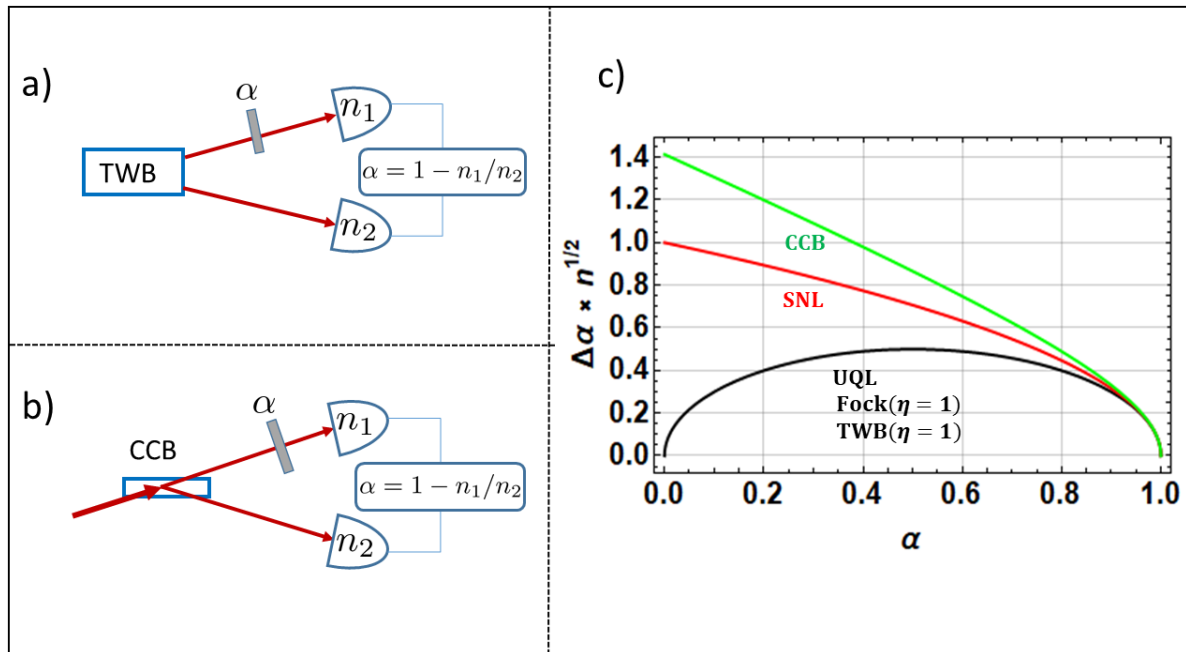 a)
α
n₁
TWB
α = 1 − n₁/n₂
n₂
b)
α
CCB
n₁
α = 1 − n₁/n₂
n₂
c)
Δα × n^{1/2}
1.4
1.2
1.0
0.8
0.6
0.4
0.2
0.0
CCB
SNL
UQL
Fock(η = 1)
TWB(η = 1)
0.0 0.2 0.4 0.6 0.8 1.0
α